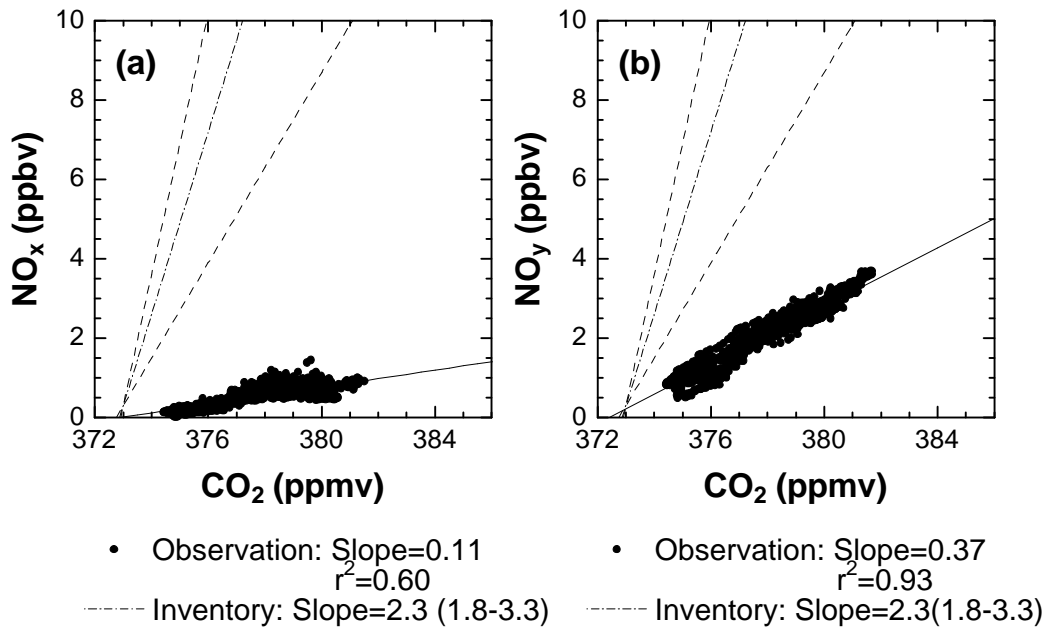 (a)
10
8
6
4
2
0
NOx (ppbv)
372 376 380 384
CO2 (ppmv)
• Observation: Slope=0.11
r²=0.60
Inventory: Slope=2.3 (1.8-3.3)
(b)
10
8
6
4
2
0
NOy (ppbv)
372 376 380 384
CO2 (ppmv)
• Observation: Slope=0.37
r²=0.93
Inventory: Slope=2.3(1.8-3.3)